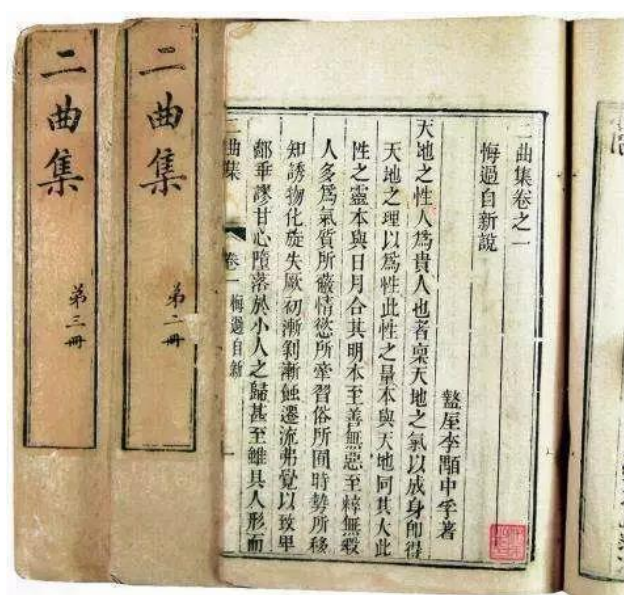 二曲集卷之一
悔過自新說
盩厔李顒中孚著
天地之性人為貴人也者稟天地之氣以成身即得
天地之理以為性此性之量本與天地同其大此
性之靈本與日月合其明本至善無惡至粹無瑕
人多為氣質所蔽情慾所牽習俗所囿時勢所移
知誘物化旋失厥初漸剝漸蝕遷流弗覺以致卑
鄙乖謬甘心墮落於小人之歸甚至雖具人形而
二曲集
卷一悔過自新
一
二曲集
第二冊
二曲集
第三冊